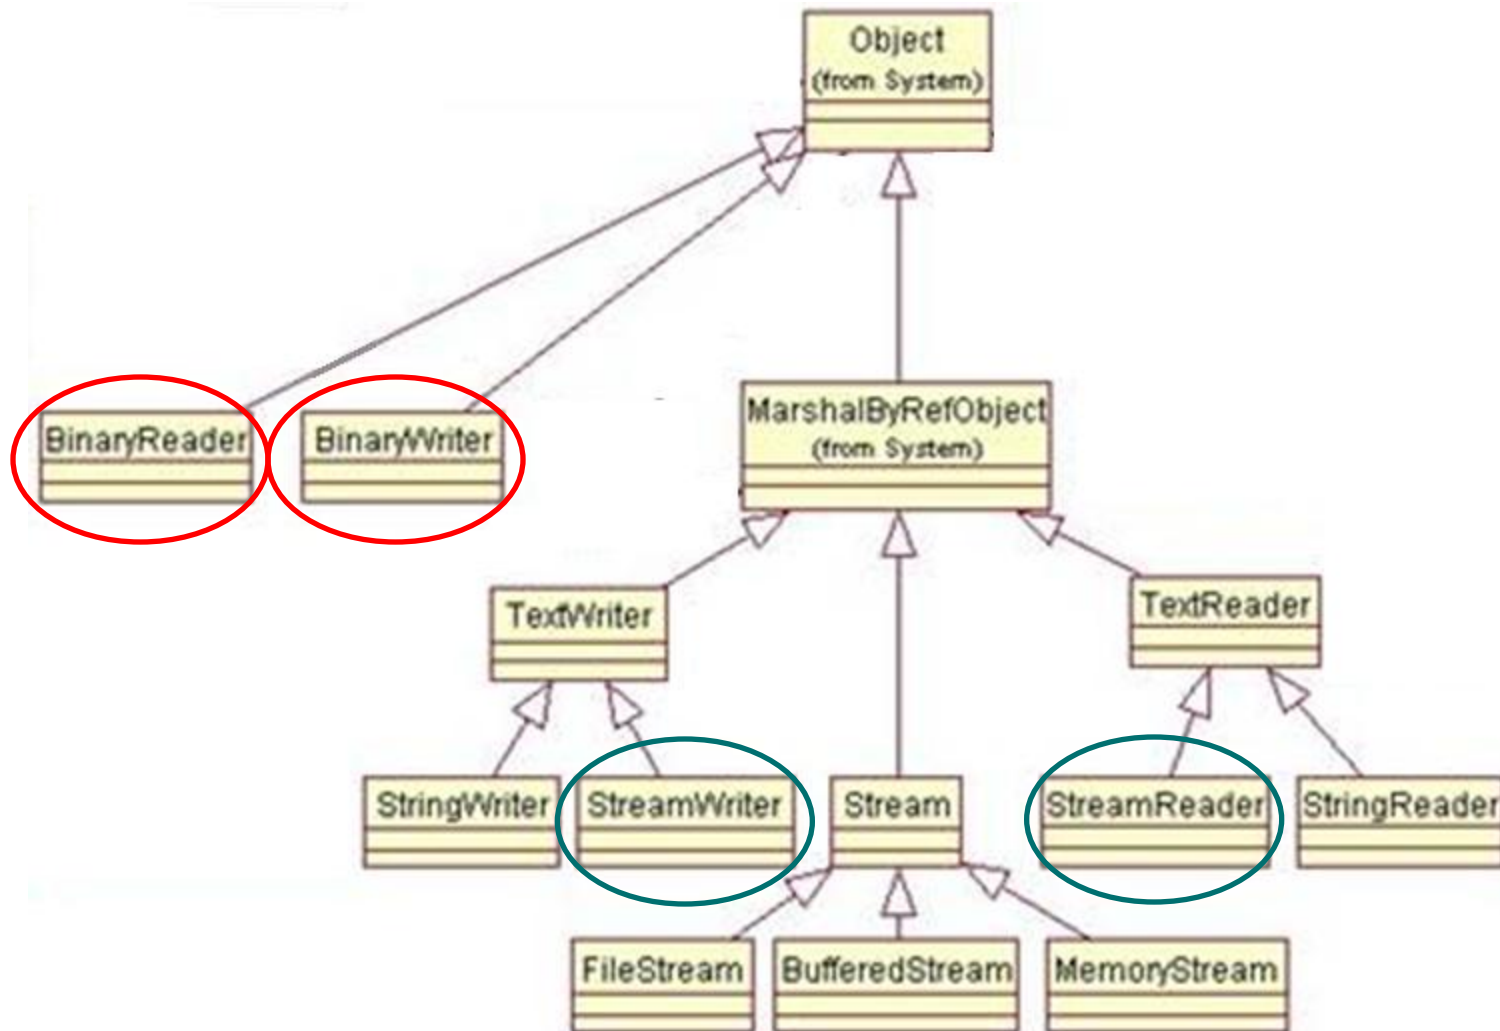 Object
(from System)
BinaryReader
BinaryWriter
MarshalByRefObject
(from System)
TextWriter
TextReader
StringWriter
StreamWriter
Stream
StreamReader
StringReader
FileStream
BufferedStream
MemoryStream